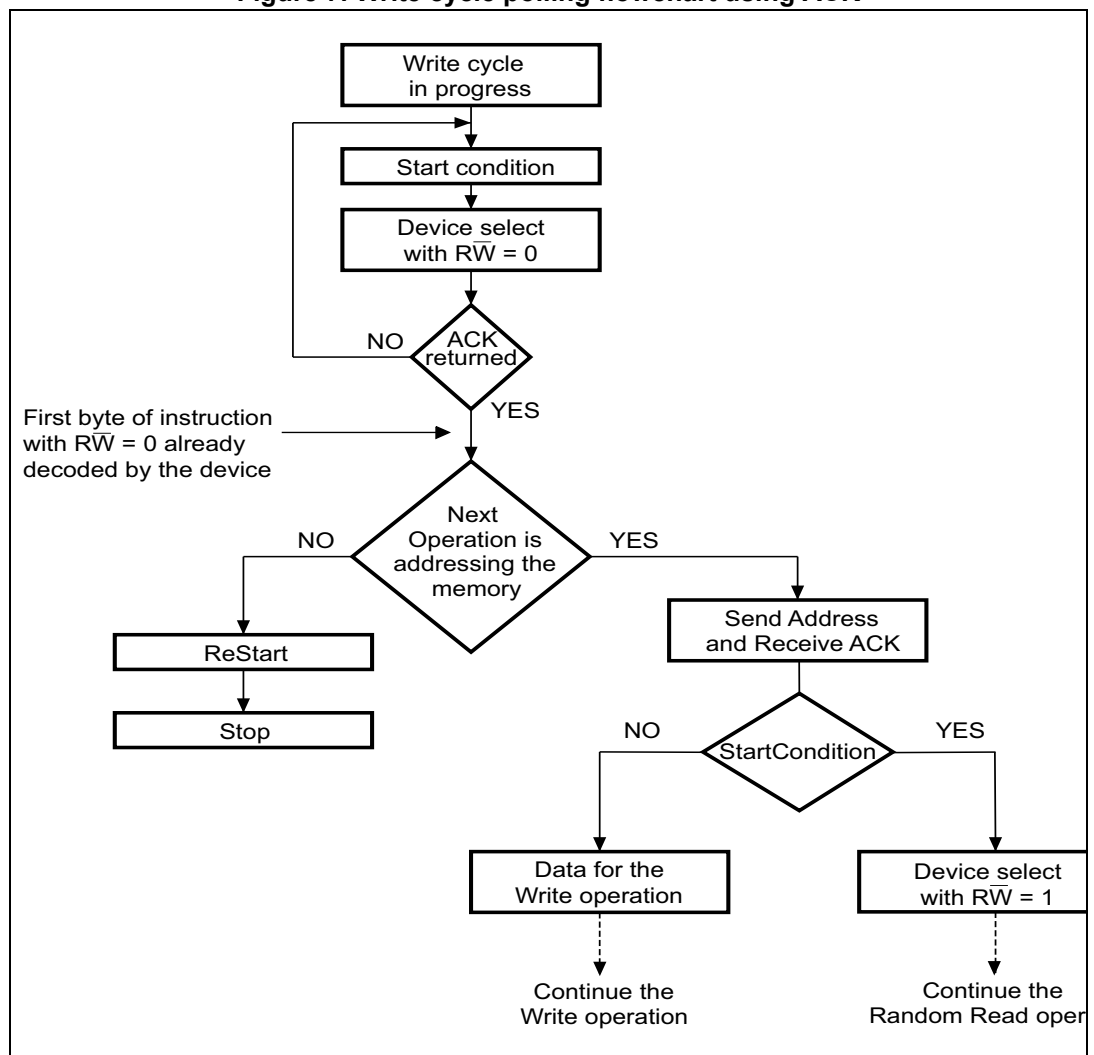 Write cycle
in progress
Start condition
Device select
with RW̅ = 0
NO
ACK
returned
YES
First byte of instruction
with RW̅ = 0 already
decoded by the device
NO
Next
Operation is
addressing the
memory
YES
Send Address
and Receive ACK
ReStart
Stop
NO
StartCondition
YES
Data for the
Write operation
Device select
with RW̅ = 1
Continue the
Write operation
Continue the
Random Read oper